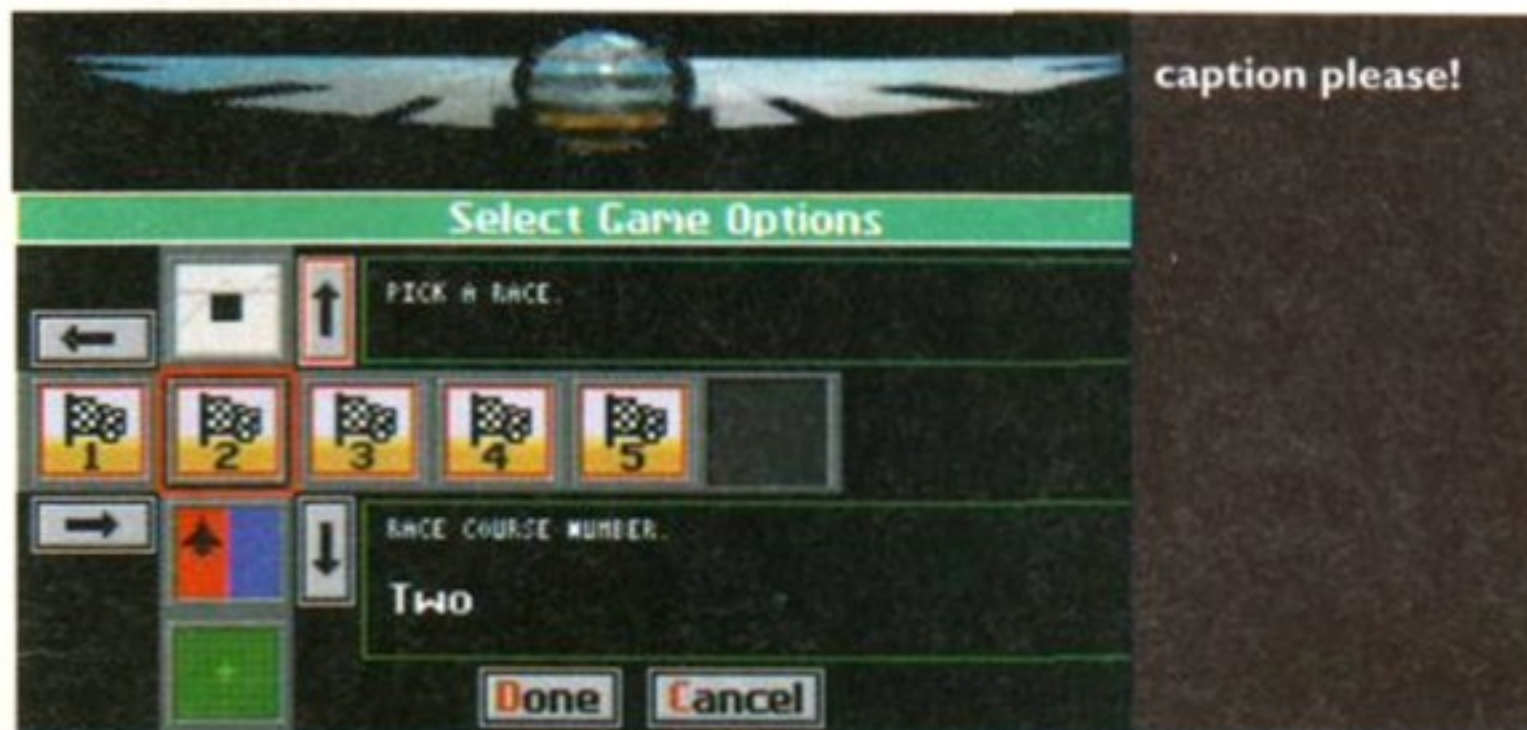 caption please!
Select Game Options
PICK A RACE.
1 2 3 4 5
RACE COURSE NUMBER.
Two
Done Cancel